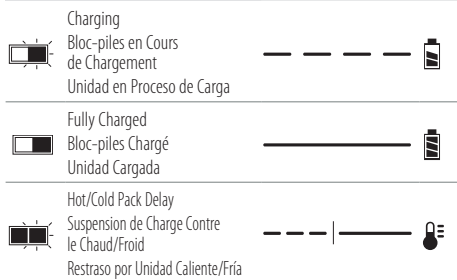 Charging
Bloc-piles en Cours
de Chargement
Unidad en Proceso de Carga
Fully Charged
Bloc-piles Chargé
Unidad Cargada
Hot/Cold Pack Delay
Suspension de Charge Contre
le Chaud/Froid
Restraso por Unidad Caliente/Fría